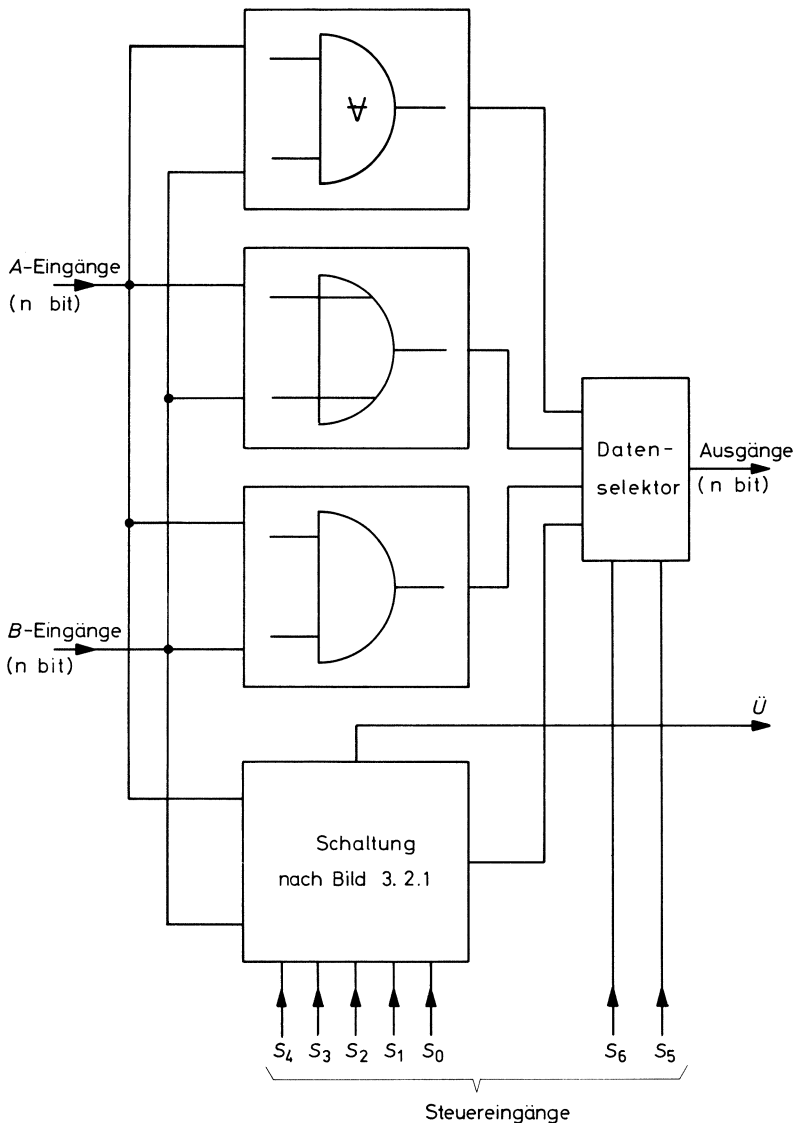 ∀
A-Eingänge
(n bit)
Daten-
selektor
Ausgänge
(n bit)
B-Eingänge
(n bit)
Ü
Schaltung
nach Bild 3.2.1
S4 S3 S2 S1 S0 S6 S5
Steuereingänge